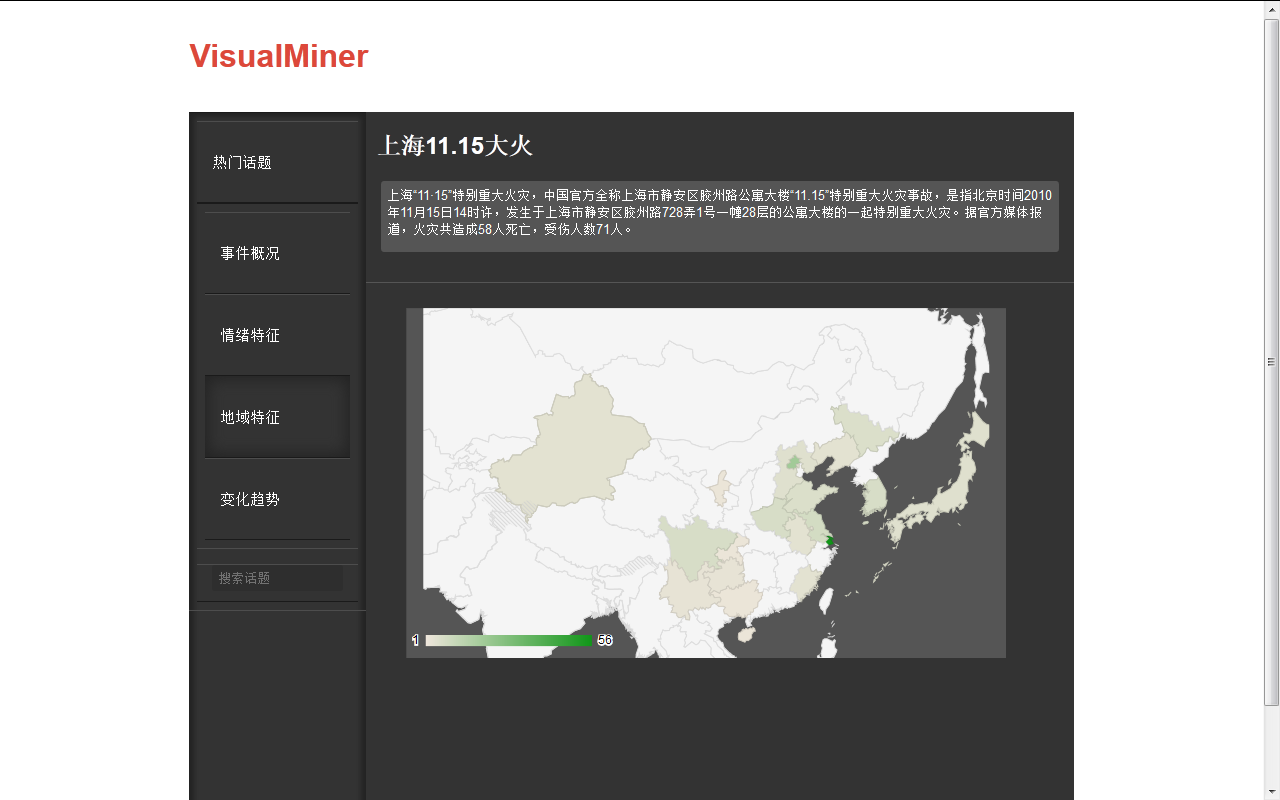 VisualMiner
热门话题
事件概况
情绪特征
地域特征
变化趋势
搜索话题
上海11.15大火
上海“11·15”特别重大火灾，中国官方全称上海市静安区胶州路公寓大楼“11.15”特别重大火灾事故，是指北京时间2010
年11月15日14时许，发生于上海市静安区胶州路728弄1号一幢28层的公寓大楼的一起特别重大火灾。据官方媒体报
道，火灾共造成58人死亡，受伤人数71人。
1 56